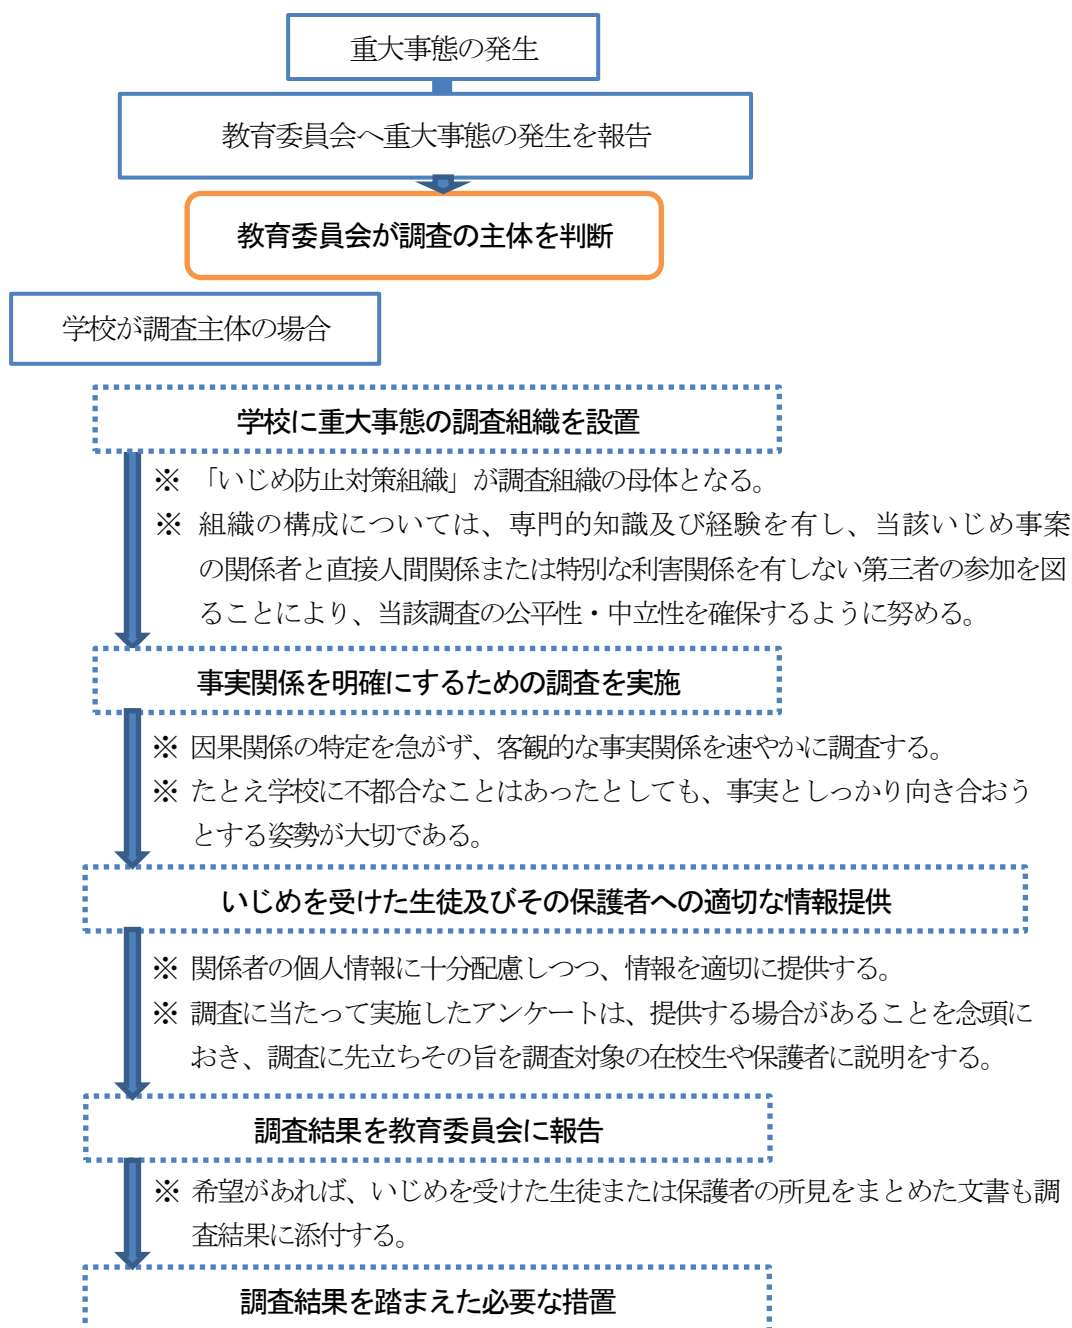 重大事態の発生
教育委員会へ重大事態の発生を報告
教育委員会が調査の主体を判断
学校が調査主体の場合
学校に重大事態の調査組織を設置
※ 「いじめ防止対策組織」が調査組織の母体となる。
※ 組織の構成については、専門的知識及び経験を有し、当該いじめ事案
の関係者と直接人間関係または特別な利害関係を有しない第三者の参加を図
ることにより、当該調査の公平性・中立性を確保するように努める。
事実関係を明確にするための調査を実施
※ 因果関係の特定を急がず、客観的な事実関係を速やかに調査する。
※ たとえ学校に不都合なことはあったとしても、事実としっかり向き合おう
とする姿勢が大切である。
いじめを受けた生徒及びその保護者への適切な情報提供
※ 関係者の個人情報に十分配慮しつつ、情報を適切に提供する。
※ 調査に当たって実施したアンケートは、提供する場合があることを念頭に
おき、調査に先立ちその旨を調査対象の在校生や保護者に説明をする。
調査結果を教育委員会に報告
※ 希望があれば、いじめを受けた生徒または保護者の所見をまとめた文書も調
査結果に添付する。
調査結果を踏まえた必要な措置